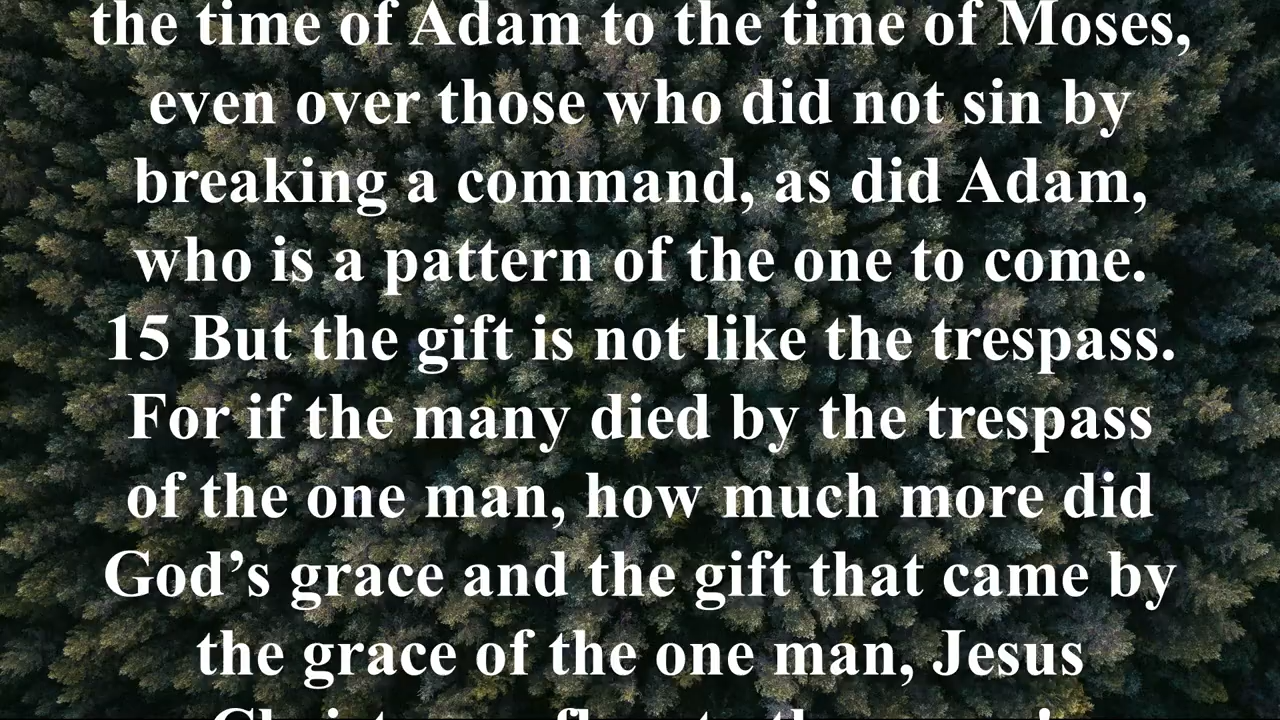 the time of Adam to the time of Moses,
even over those who did not sin by
breaking a command, as did Adam,
who is a pattern of the one to come.
15 But the gift is not like the trespass.
For if the many died by the trespass
of the one man, how much more did
God’s grace and the gift that came by
the grace of the one man, Jesus